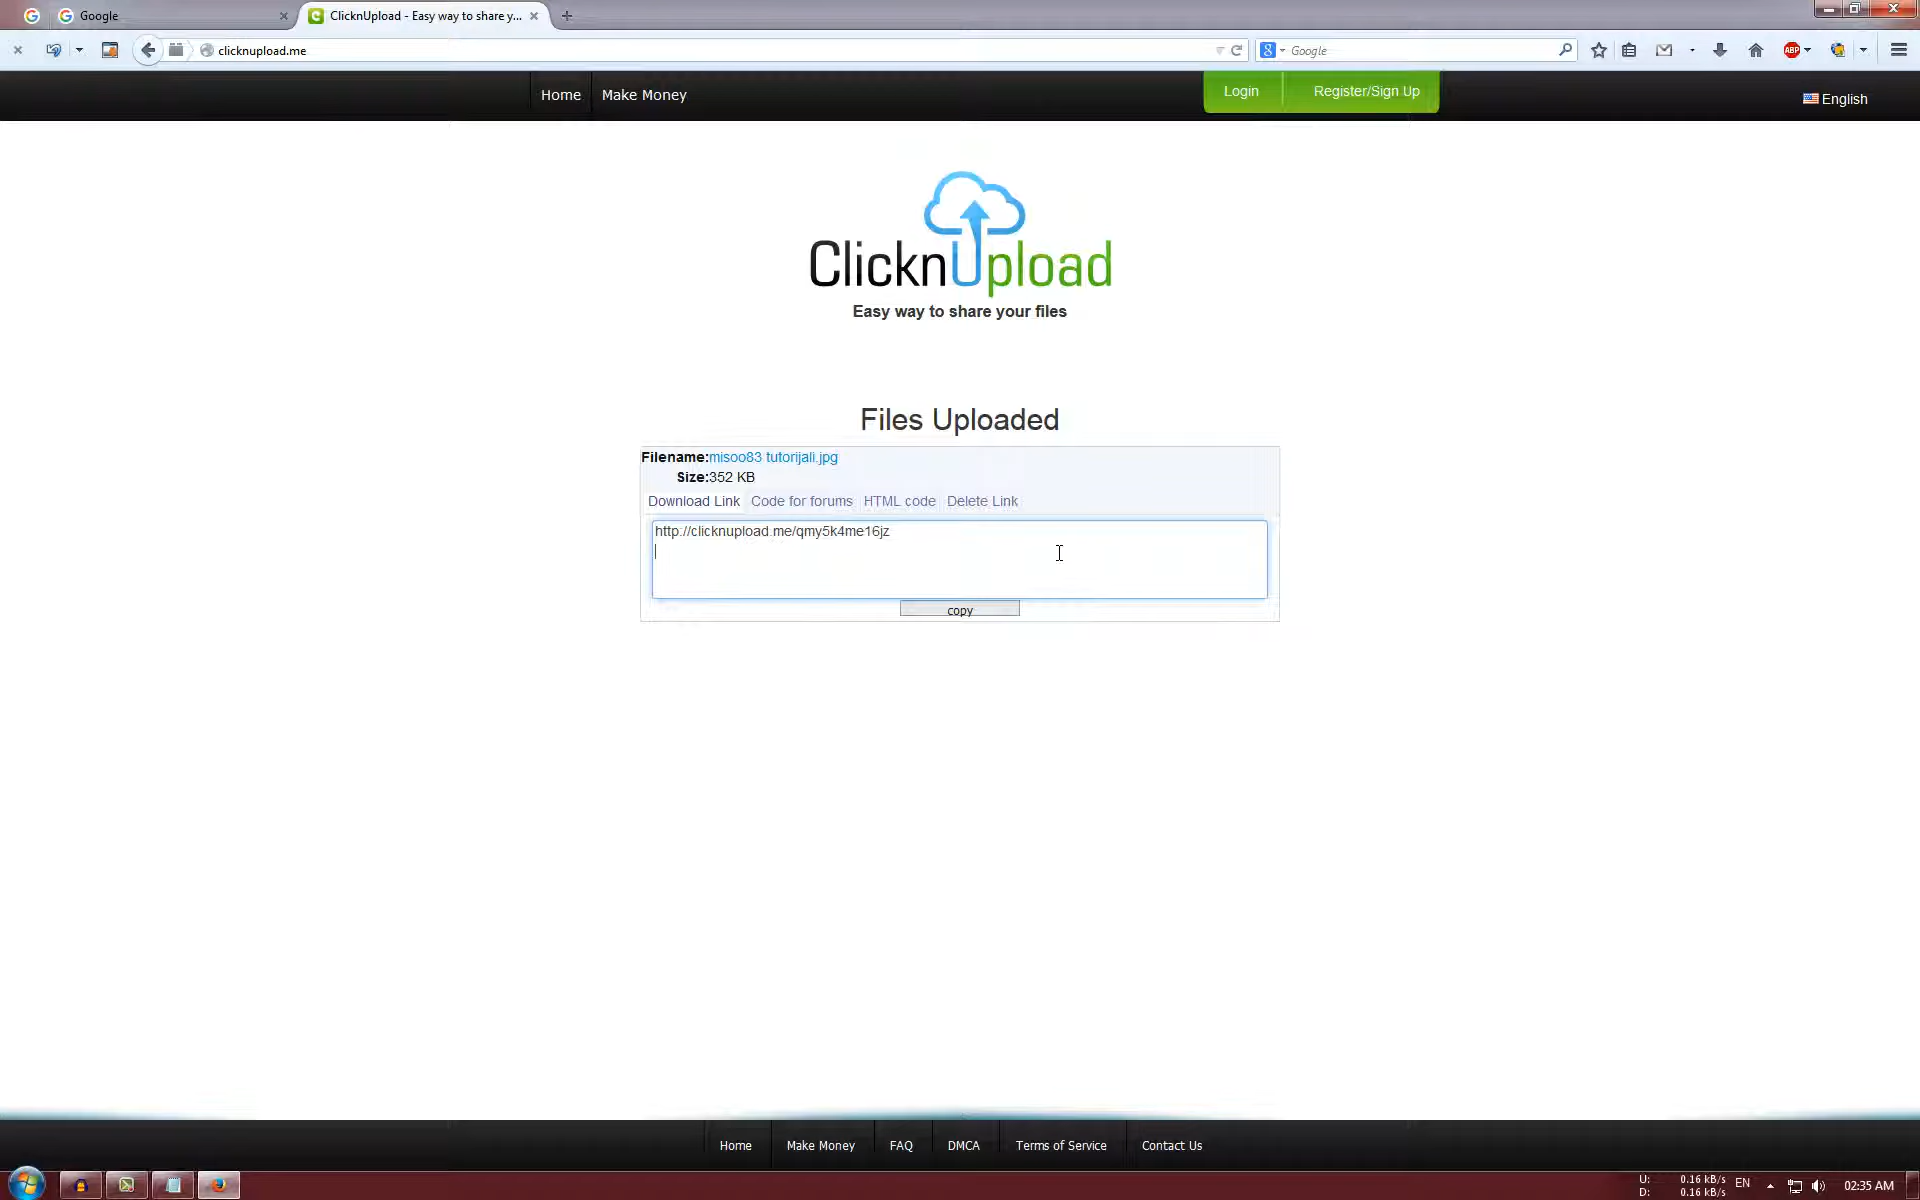 Google
ClicknUpload - Easy way to share y...
clicknupload.me
Google
ABP
Home
Make Money
Login
Register/Sign Up
English
ClicknUpload
Easy way to share your files
Files Uploaded
Filename:misoo83 tutorijali.jpg
Size:352 KB
Download Link
Code for forums
HTML code
Delete Link
http://clicknupload.me/qmy5k4me16jz
copy
Home
Make Money
FAQ
DMCA
Terms of Service
Contact Us
U: 0.16 kB/s
D: 0.16 kB/s
EN
02:35 AM